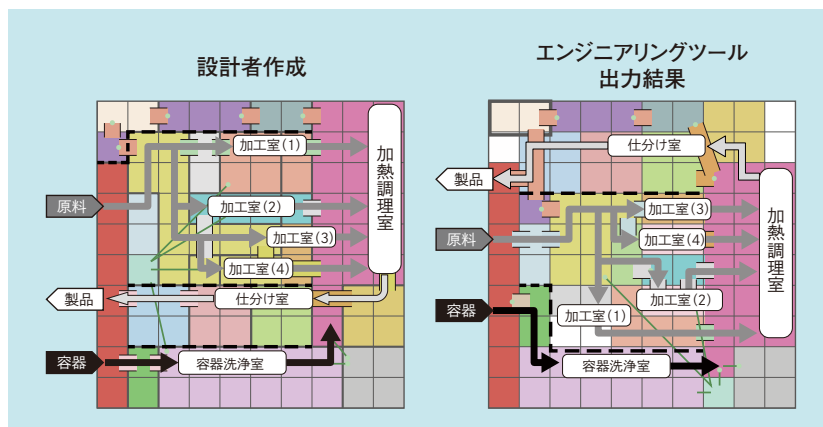 設計者作成
加工室(1)
加熱調理室
原料
加工室(2)
加工室(3)
加工室(4)
製品
仕分け室
容器
容器洗浄室
エンジニアリングツール
出力結果
仕分け室
製品
加工室(3)
加熱調理室
原料
加工室(4)
容器
加工室(2)
加工室(1)
容器洗浄室